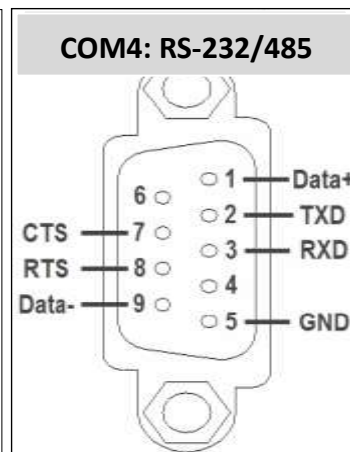 COM4: RS-232/485
1 Data+
6
2 TXD
CTS 7
3 RXD
RTS 8
4
Data- 9
5 GND